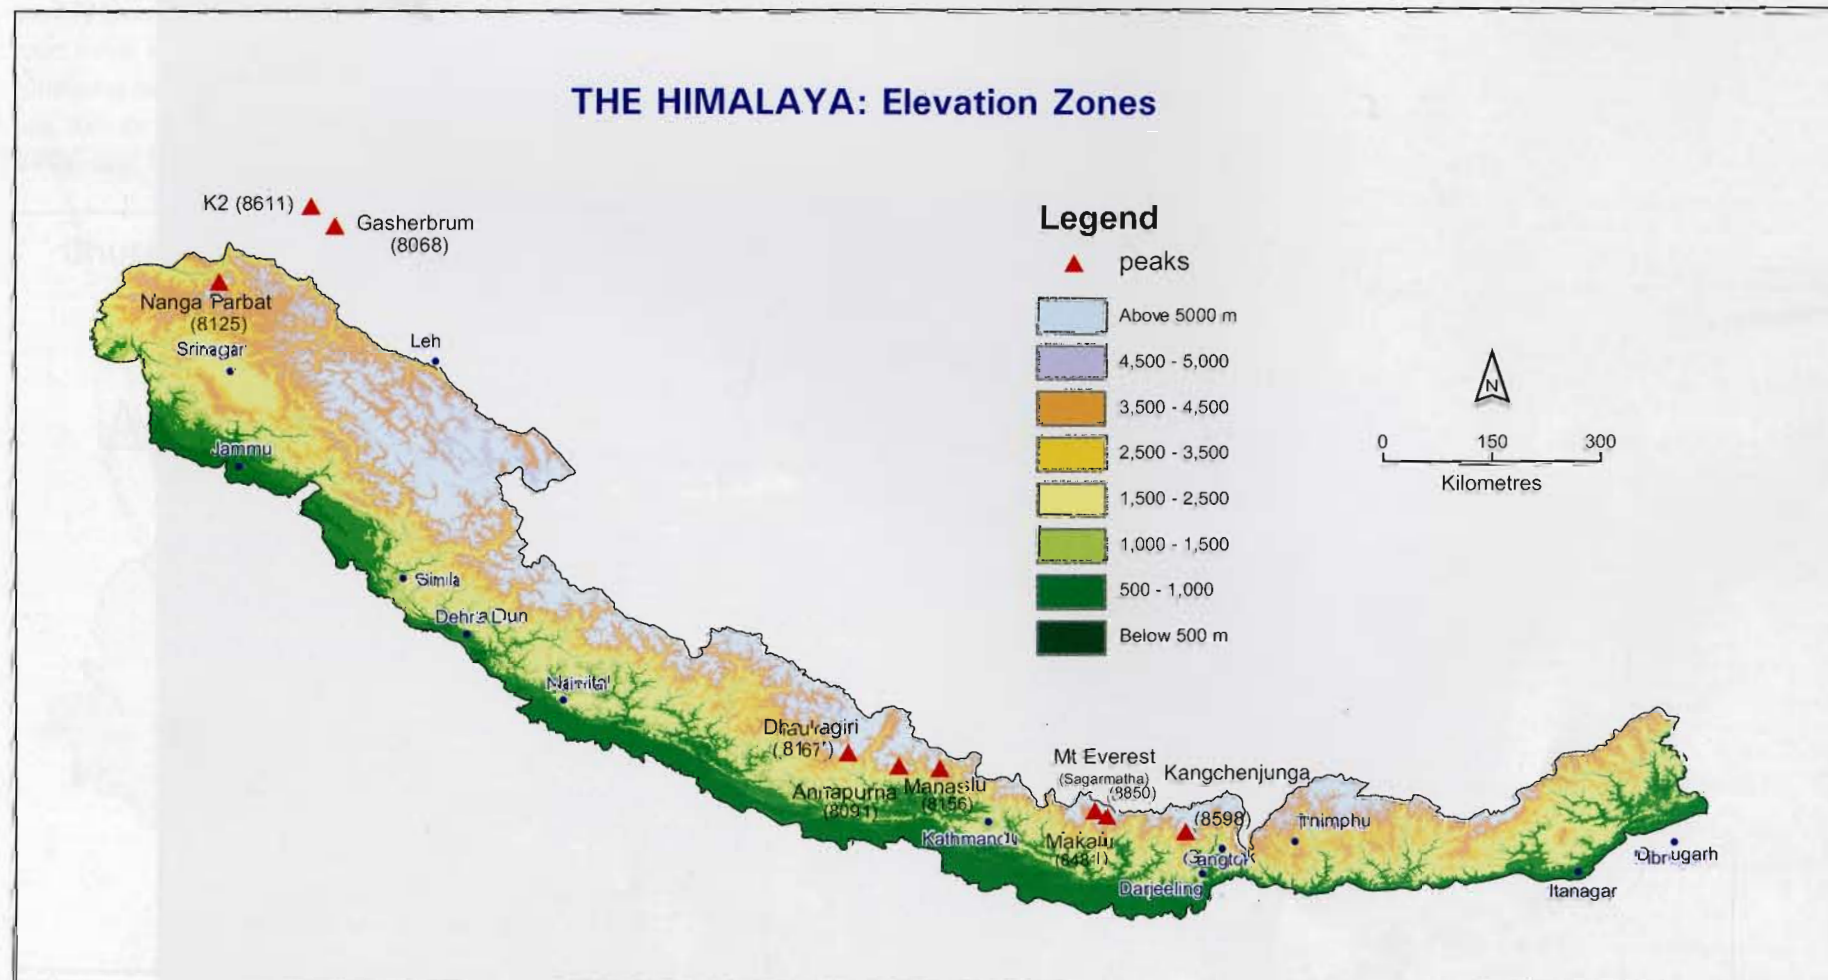 THE HIMALAYA: Elevation Zones
K2 (8611)
Gasherbrum
(8068)
Nanga Parbat
(8125)
Srinagar
Leh
Jammu
Simla
Dehra Dun
Nainital
Dhaulagiri
(8167)
Annapurna
(8091)
Manaslu
(8156)
Kathmandu
Mt Everest
(Sagarmatha)
(8850)
Makalu
Kangchenjunga
(8598)
Gangtok
Darjeeling
Dibrugarh
Itanagar
Legend
peaks
Above 5000 m
4,500 - 5,000
3,500 - 4,500
2,500 - 3,500
1,500 - 2,500
1,000 - 1,500
500 - 1,000
Below 500 m
N
0 150 300
Kilometres